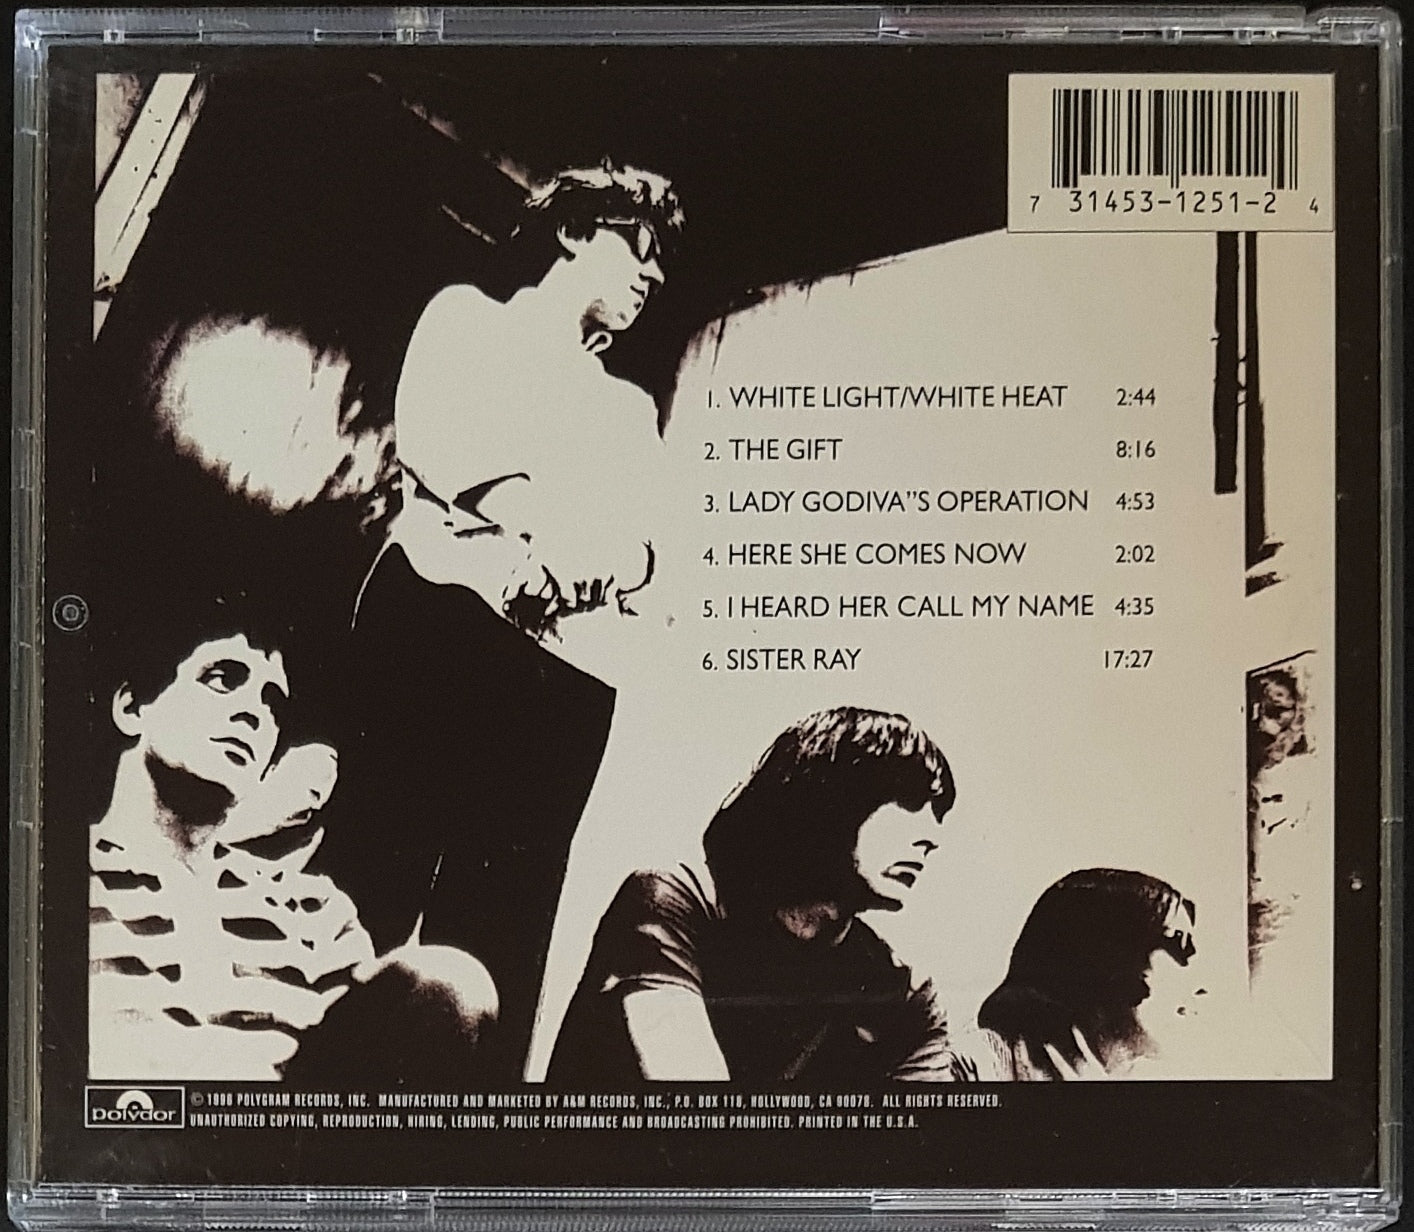 7 31453-1251-2 4
1. WHITE LIGHT/WHITE HEAT 2:44
2. THE GIFT 8:16
3. LADY GODIVA"S OPERATION 4:53
4. HERE SHE COMES NOW 2:02
5. I HEARD HER CALL MY NAME 4:35
6. SISTER RAY 17:27
polydor
© 1996 POLYGRAM RECORDS, INC. MANUFACTURED AND MARKETED BY A&M RECORDS, INC., P.O. BOX 118, HOLLYWOOD, CA 90078. ALL RIGHTS RESERVED.
UNAUTHORIZED COPYING, REPRODUCTION, HIRING, LENDING, PUBLIC PERFORMANCE AND BROADCASTING PROHIBITED. PRINTED IN THE U.S.A.